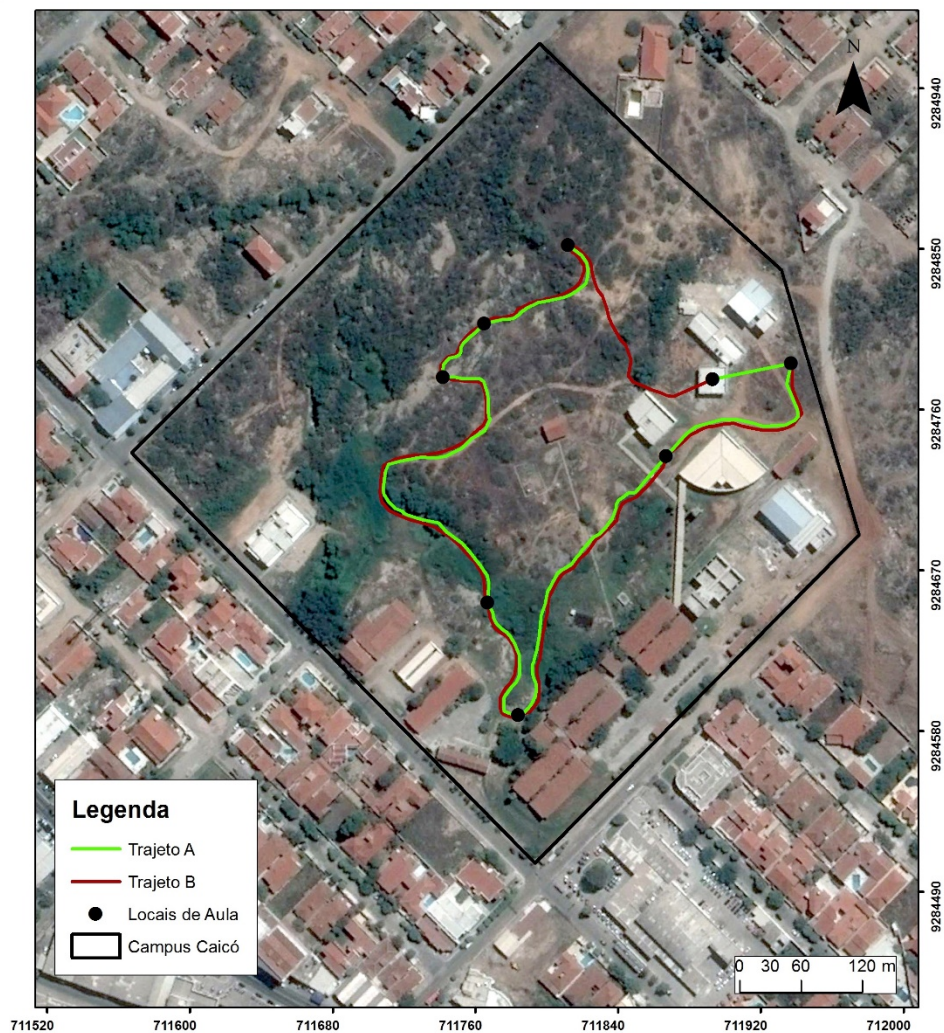 N
9284940
9284850
9284760
9284670
9284580
9284490
Legenda
Trajeto A
Trajeto B
Locais de Aula
Campus Caicó
0 30 60 120 m
711520 711600 711680 711760 711840 711920 712000